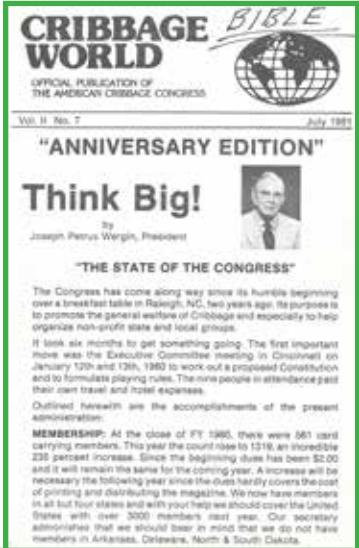 BIBLE
CRIBBAGE
WORLD
OFFICIAL PUBLICATION OF
THE AMERICAN CRIBBAGE CONGRESS
Vol. II No. 7 July 1981
"ANNIVERSARY EDITION"
Think Big!
by
Joseph Petrus Wergin, President
"THE STATE OF THE CONGRESS"
The Congress has come along way since its humble beginning
over a breakfast table in Raleigh, NC, two years ago. Its purpose is
to promote the general welfare of Cribbage and especially to help
organize non-profit state and local groups.
It took six months to get something going. The first important
move was the Executive Committee meeting in Cincinnati on
January 12th and 13th, 1980 to work out a proposed Constitution
and to formulate playing rules. The nine people in attendance paid
their own travel and hotel expenses.
Outlined herewith are the accomplishments of the present
administration:
MEMBERSHIP: At the close of FY 1980, there were 561 card
carrying members. This year the count rose to 1319, an incredible
235 percent increase. Since the beginning dues has been $2.00
and it will remain the same for the coming year. A increase will be
necessary the following year since the dues hardly covers the cost
of printing and distributing the magazine. We now have members
in all but four states and with your help we should cover the United
States with over 3000 members next year. Our secretary
admonishes that we should bear in mind that we do not have
members in Arkansas, Delaware, North & South Dakota.